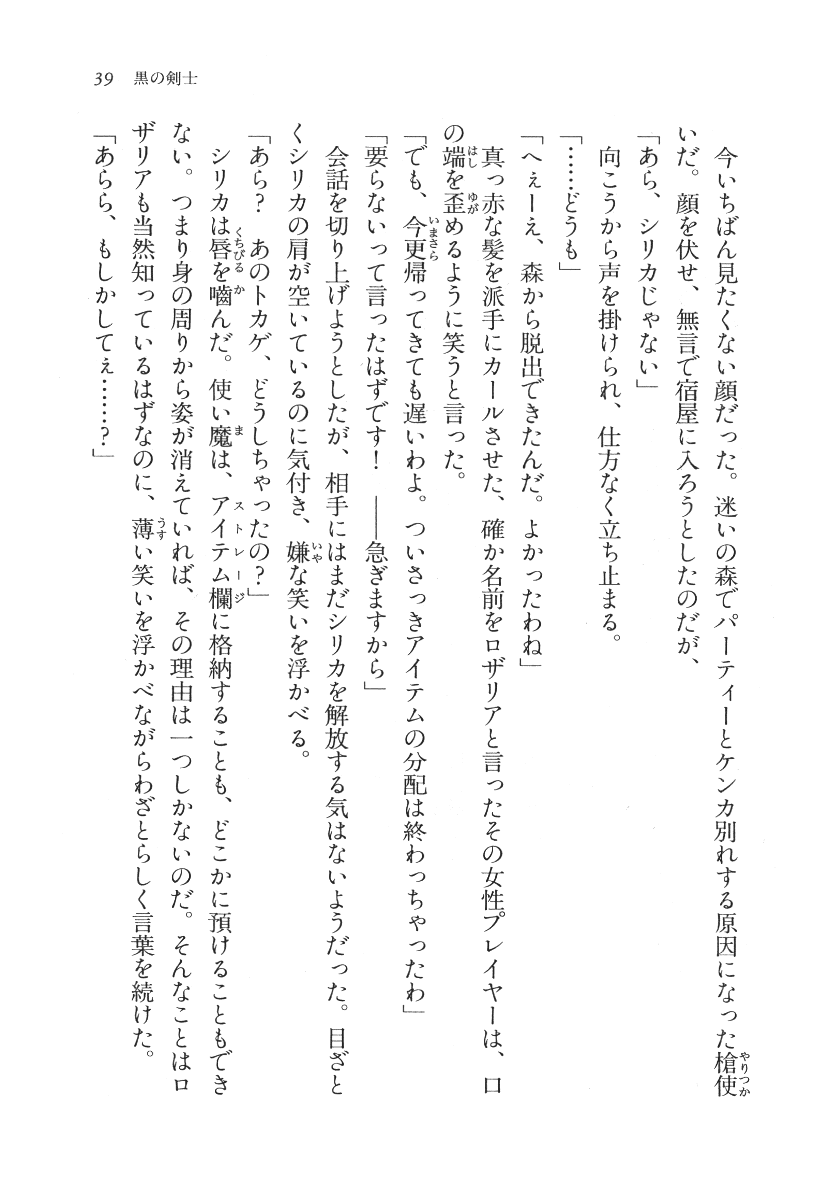 39 黒の剣士
今いちばん見たくない顔だった。迷いの森でパーティーとケンカ別れする原因になった槍使
いだ。顔を伏せ、無言で宿屋に入ろうとしたのだが、
「あら、シリカじゃない」
向こうから声を掛けられ、仕方なく立ち止まる。
「……どうも」
「へぇーえ、森から脱出できたんだ。よかったわね」
真っ赤な髪を派手にカールさせた、確か名前をロザリアと言ったその女性プレイヤーは、口
の端を歪めるように笑うと言った。
「でも、今更帰ってきても遅いわよ。ついさっきアイテムの分配は終わっちゃったわ」
「要らないって言ったはずです！　――急ぎますから」
会話を切り上げようとしたが、相手にはまだシリカを解放する気はないようだった。目ざと
くシリカの肩が空いているのに気付き、嫌な笑いを浮かべる。
「あら？　あのトカゲ、どうしちゃったの？」
シリカは唇を嚙んだ。使い魔は、アイテム欄に格納することも、どこかに預けることもでき
ない。つまり身の周りから姿が消えていれば、その理由は一つしかないのだ。そんなことはロ
ザリアも当然知っているはずなのに、薄い笑いを浮かべながらわざとらしく言葉を続けた。
「あらら、もしかしてぇ……？」